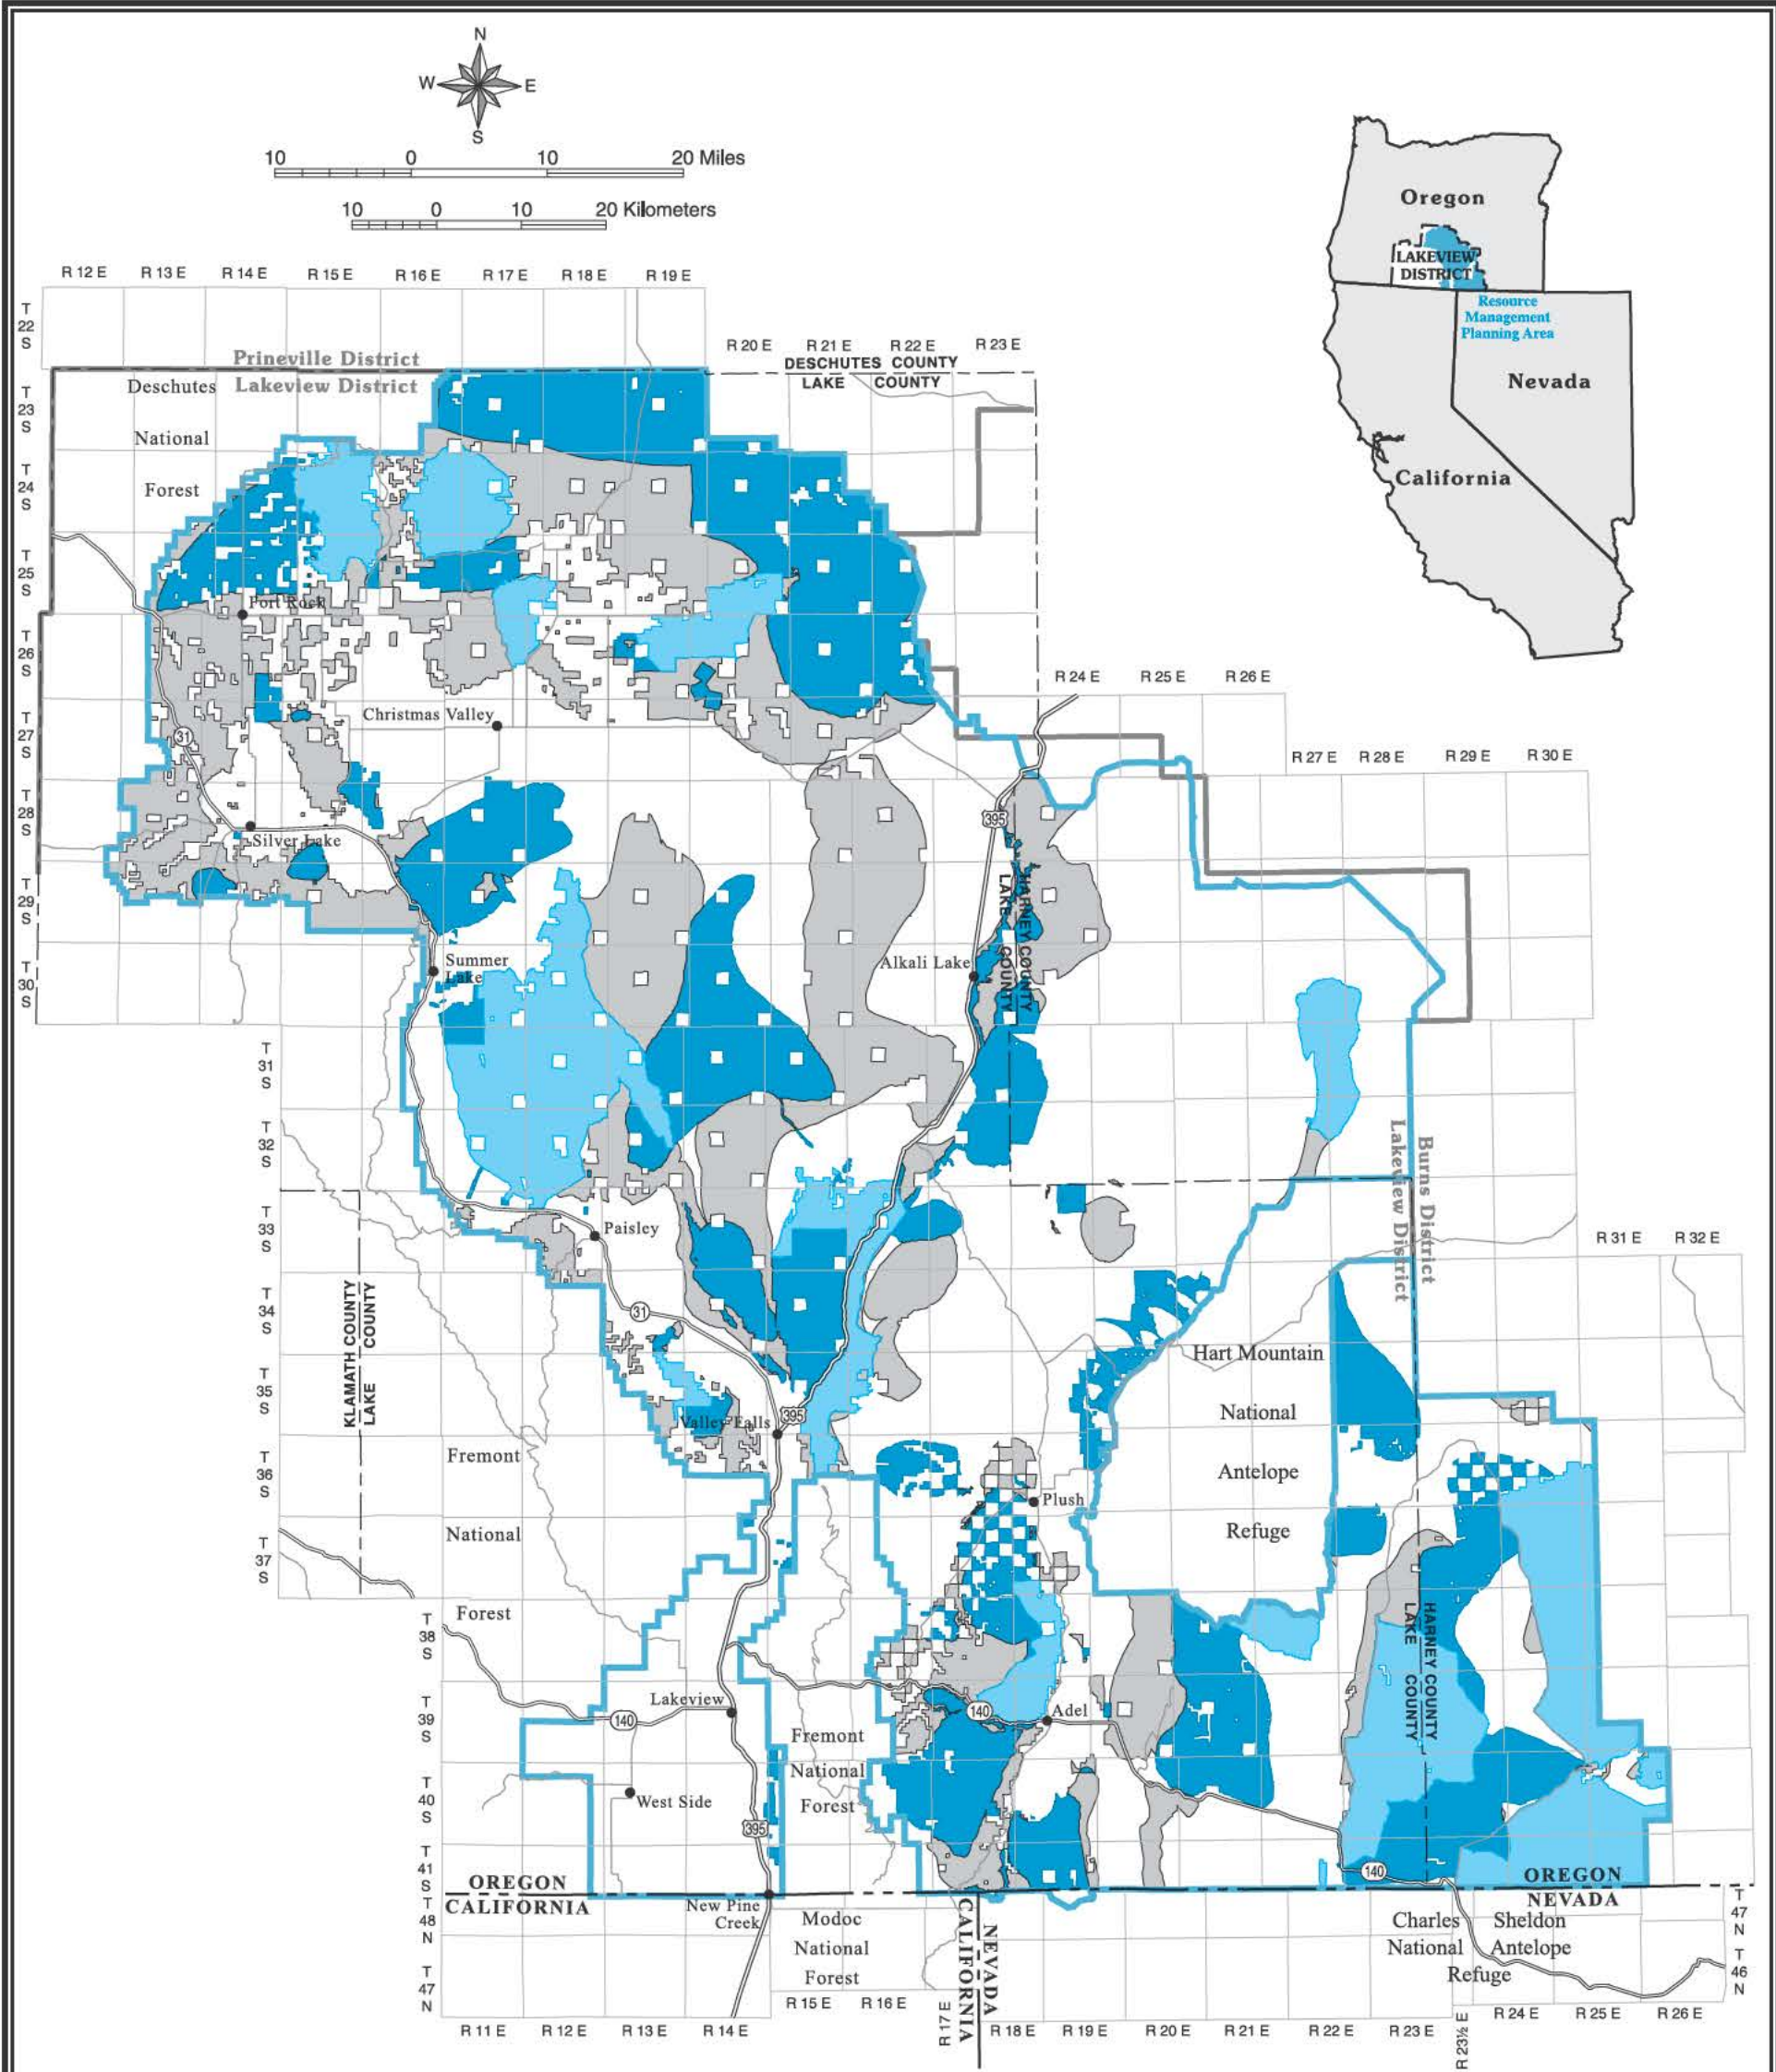 N
W E
S
10 0 10 20 Miles
10 0 10 20 Kilometers
Oregon
LAKEVIEW
DISTRICT
Resource
Management
Planning Area
Nevada
California
R 12 E R 13 E R 14 E R 15 E R 16 E R 17 E R 18 E R 19 E
T
22
S
R 20 E R 21 E R 22 E R 23 E
Prineville District
DESCHUTES COUNTY
Deschutes
Lakeview District
LAKE COUNTY
T
23
S
National
T
24
S
Forest
T
25
S
Port Rock
T
26
S
R 24 E R 25 E R 26 E
Christmas Valley
T
27
S
31
R 27 E R 28 E R 29 E R 30 E
T
28
S
395
Silver Lake
T
29
S
LAKE COUNTY
HARNEY COUNTY
Summer
Lake
Alkali Lake
T
30
S
T
31
S
T
32
S
Lakeview District
Burns District
T
33
S
Paisley
R 31 E R 32 E
KLAMATH COUNTY
LAKE COUNTY
T
34
S
31
Hart Mountain
T
35
S
National
395
Valley Falls
T
36
S
Fremont
Antelope
Plush
National
Refuge
T
37
S
Forest
T
38
S
LAKE COUNTY
HARNEY COUNTY
T
39
S
Lakeview
140
140
Adel
Fremont
National
Forest
T
40
S
West Side
395
T
41
S
140
OREGON
CALIFORNIA
OREGON
NEVADA
T
48
N
New Pine
Creek
Modoc
National
Forest
CALIFORNIA
NEVADA
Charles Sheldon
National Antelope
Refuge
T
47
N
T
46
N
T
47
N
R 15 E R 16 E
R 17 E
R 11 E R 12 E R 13 E R 14 E
R 18 E R 19 E R 20 E R 21 E R 22 E R 23 E
R 23½ E
R 24 E R 25 E R 26 E